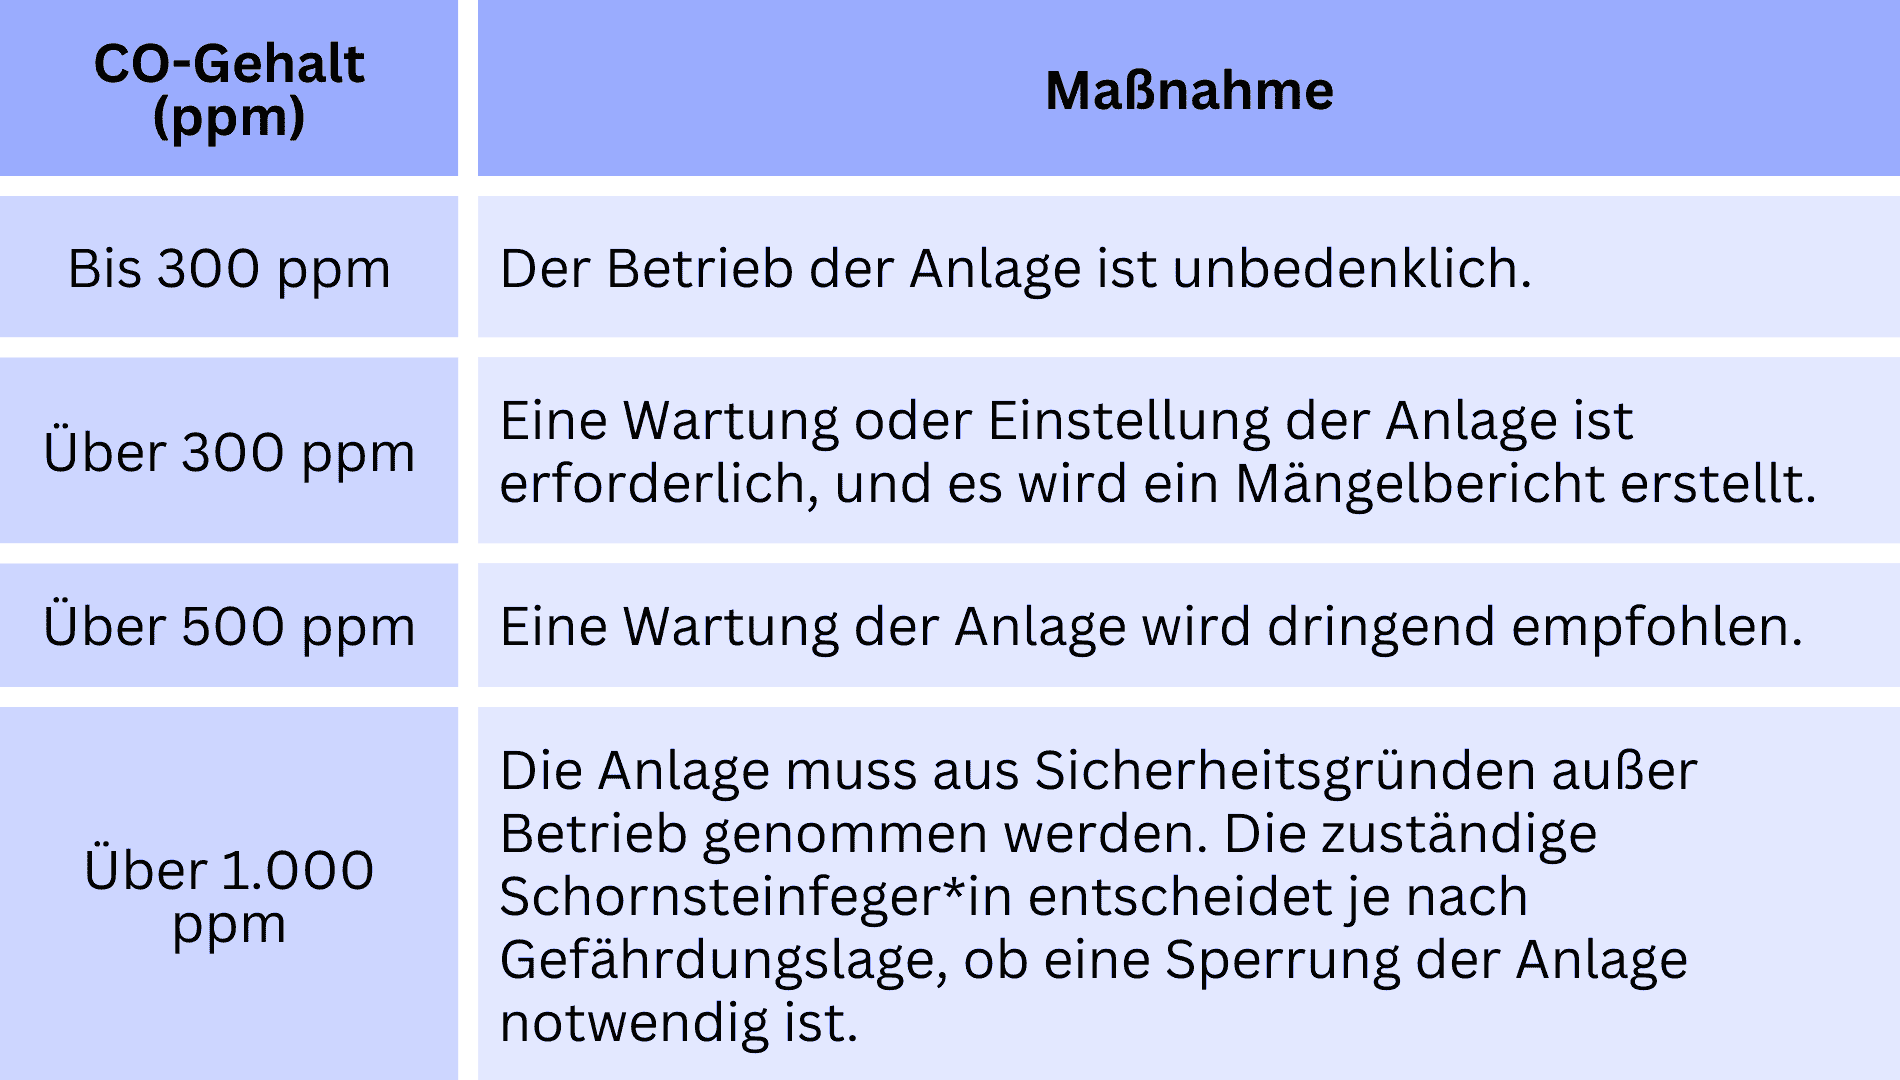 CO-Gehalt
(ppm)
Maßnahme
Bis 300 ppm
Der Betrieb der Anlage ist unbedenklich.
Über 300 ppm
Eine Wartung oder Einstellung der Anlage ist
erforderlich, und es wird ein Mängelbericht erstellt.
Über 500 ppm
Eine Wartung der Anlage wird dringend empfohlen.
Über 1.000
ppm
Die Anlage muss aus Sicherheitsgründen außer
Betrieb genommen werden. Die zuständige
Schornsteinfeger*in entscheidet je nach
Gefährdungslage, ob eine Sperrung der Anlage
notwendig ist.